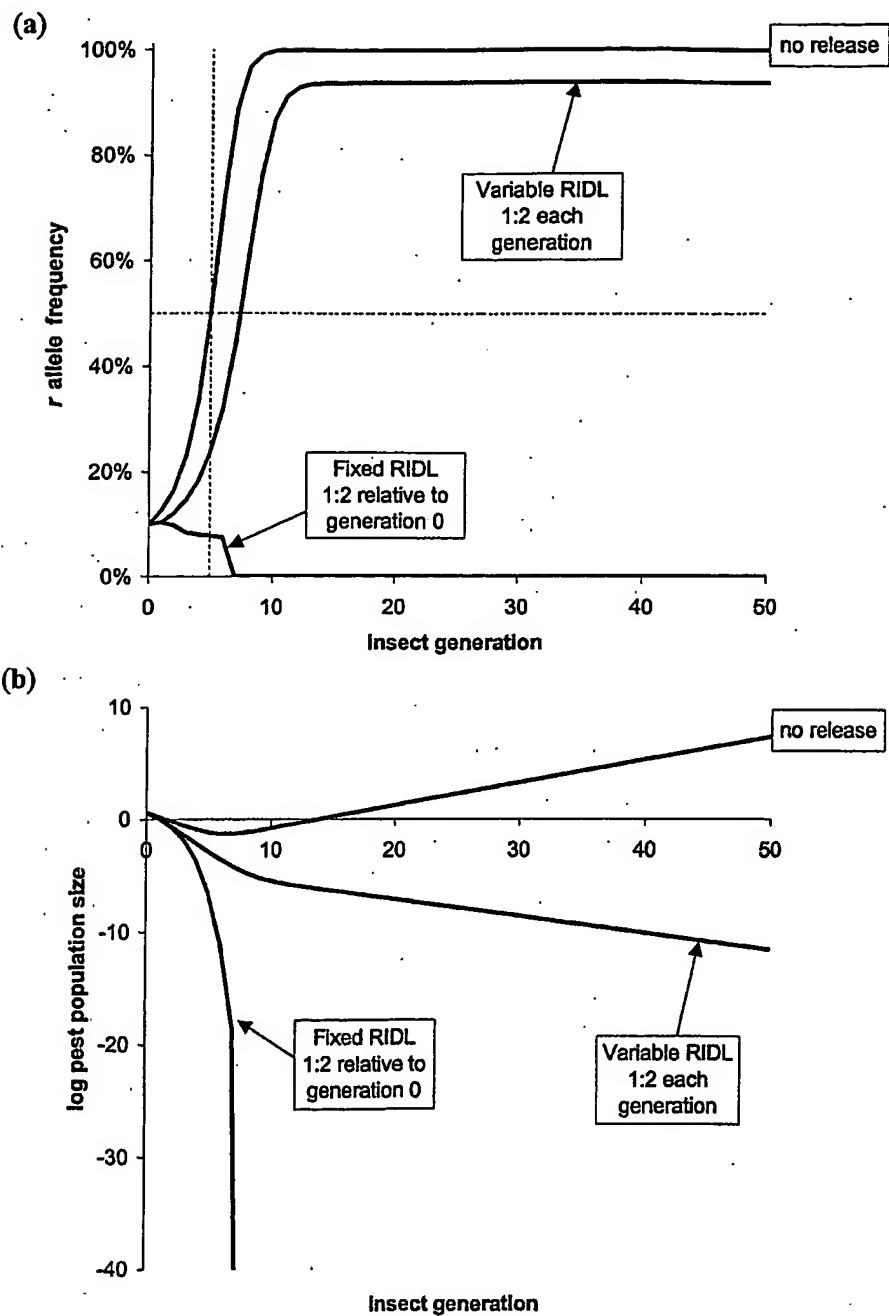 (a)
100%
80%
60%
40%
20%
0%
r allele frequency
0
10
20
30
40
50
Insect generation
no release
Variable RIDL
1:2 each
generation
Fixed RIDL
1:2 relative to
generation 0
(b)
10
0
-10
-20
-30
-40
log pest population size
0
10
20
30
40
50
Insect generation
no release
Fixed RIDL
1:2 relative to
generation 0
Variable RIDL
1:2 each
generation